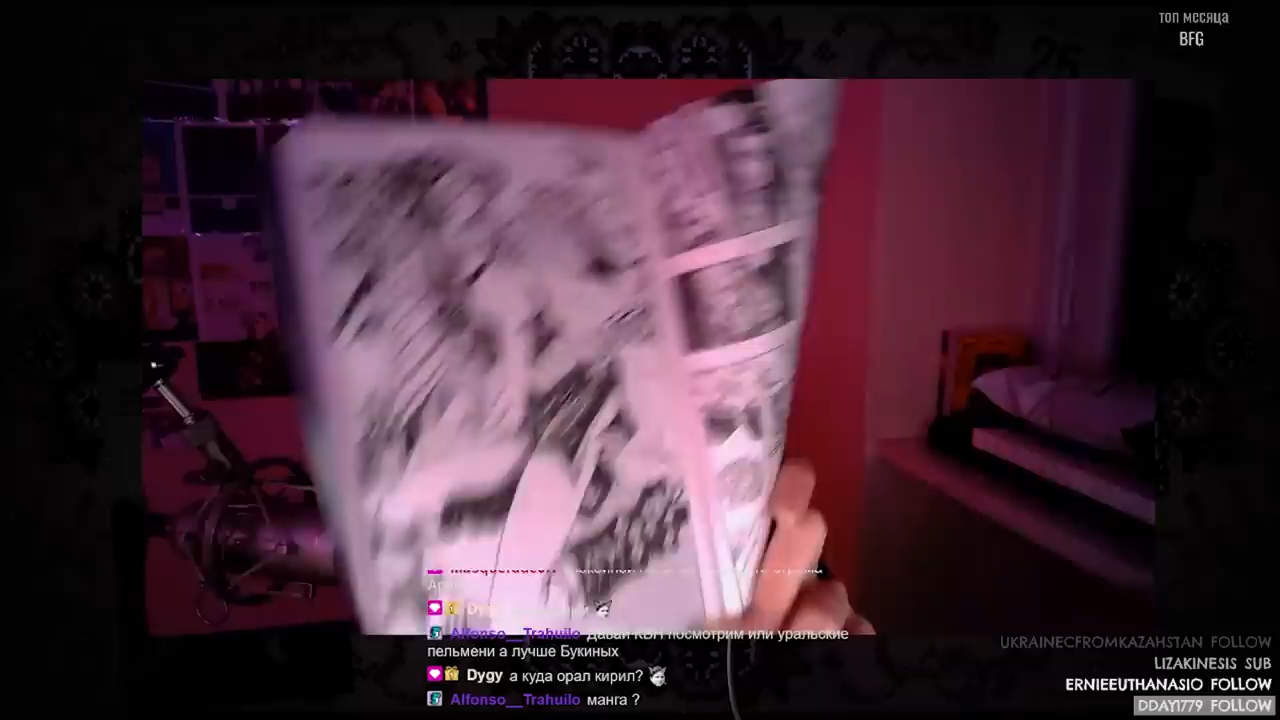 топ месяца
BFG
Dygy
Alfonso__Trahuilo давай КВН посмотрим или уральские
пельмени а лучше Букиных
Dygy а куда орал кирил?
Alfonso__Trahuilo манга ?
UKRAINECFROMKAZAHSTAN FOLLOW
LIZAKINESIS SUB
ERNIEEUTHANASIO FOLLOW
DDAY1779 FOLLOW